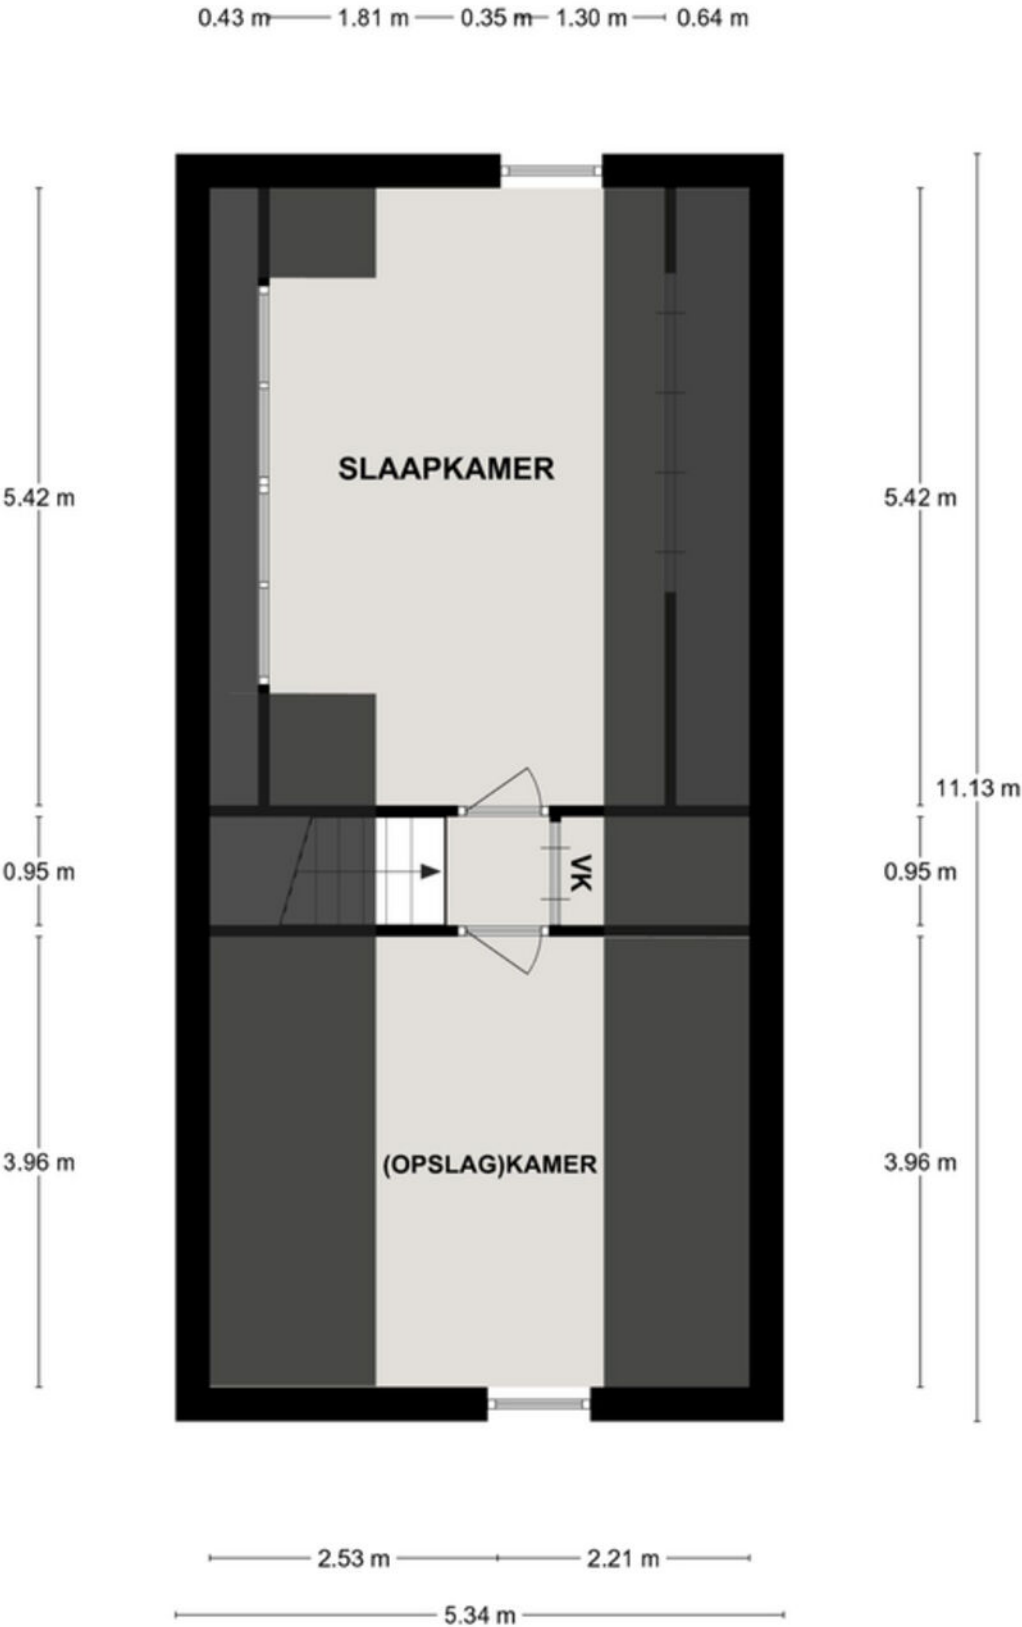 0.43 m 1.81 m 0.35 m 1.30 m 0.64 m
SLAAPKAMER
5.42 m 5.42 m
11.13 m
0.95 m VK 0.95 m
3.96 m (OPSLAG)KAMER 3.96 m
2.53 m 2.21 m
5.34 m